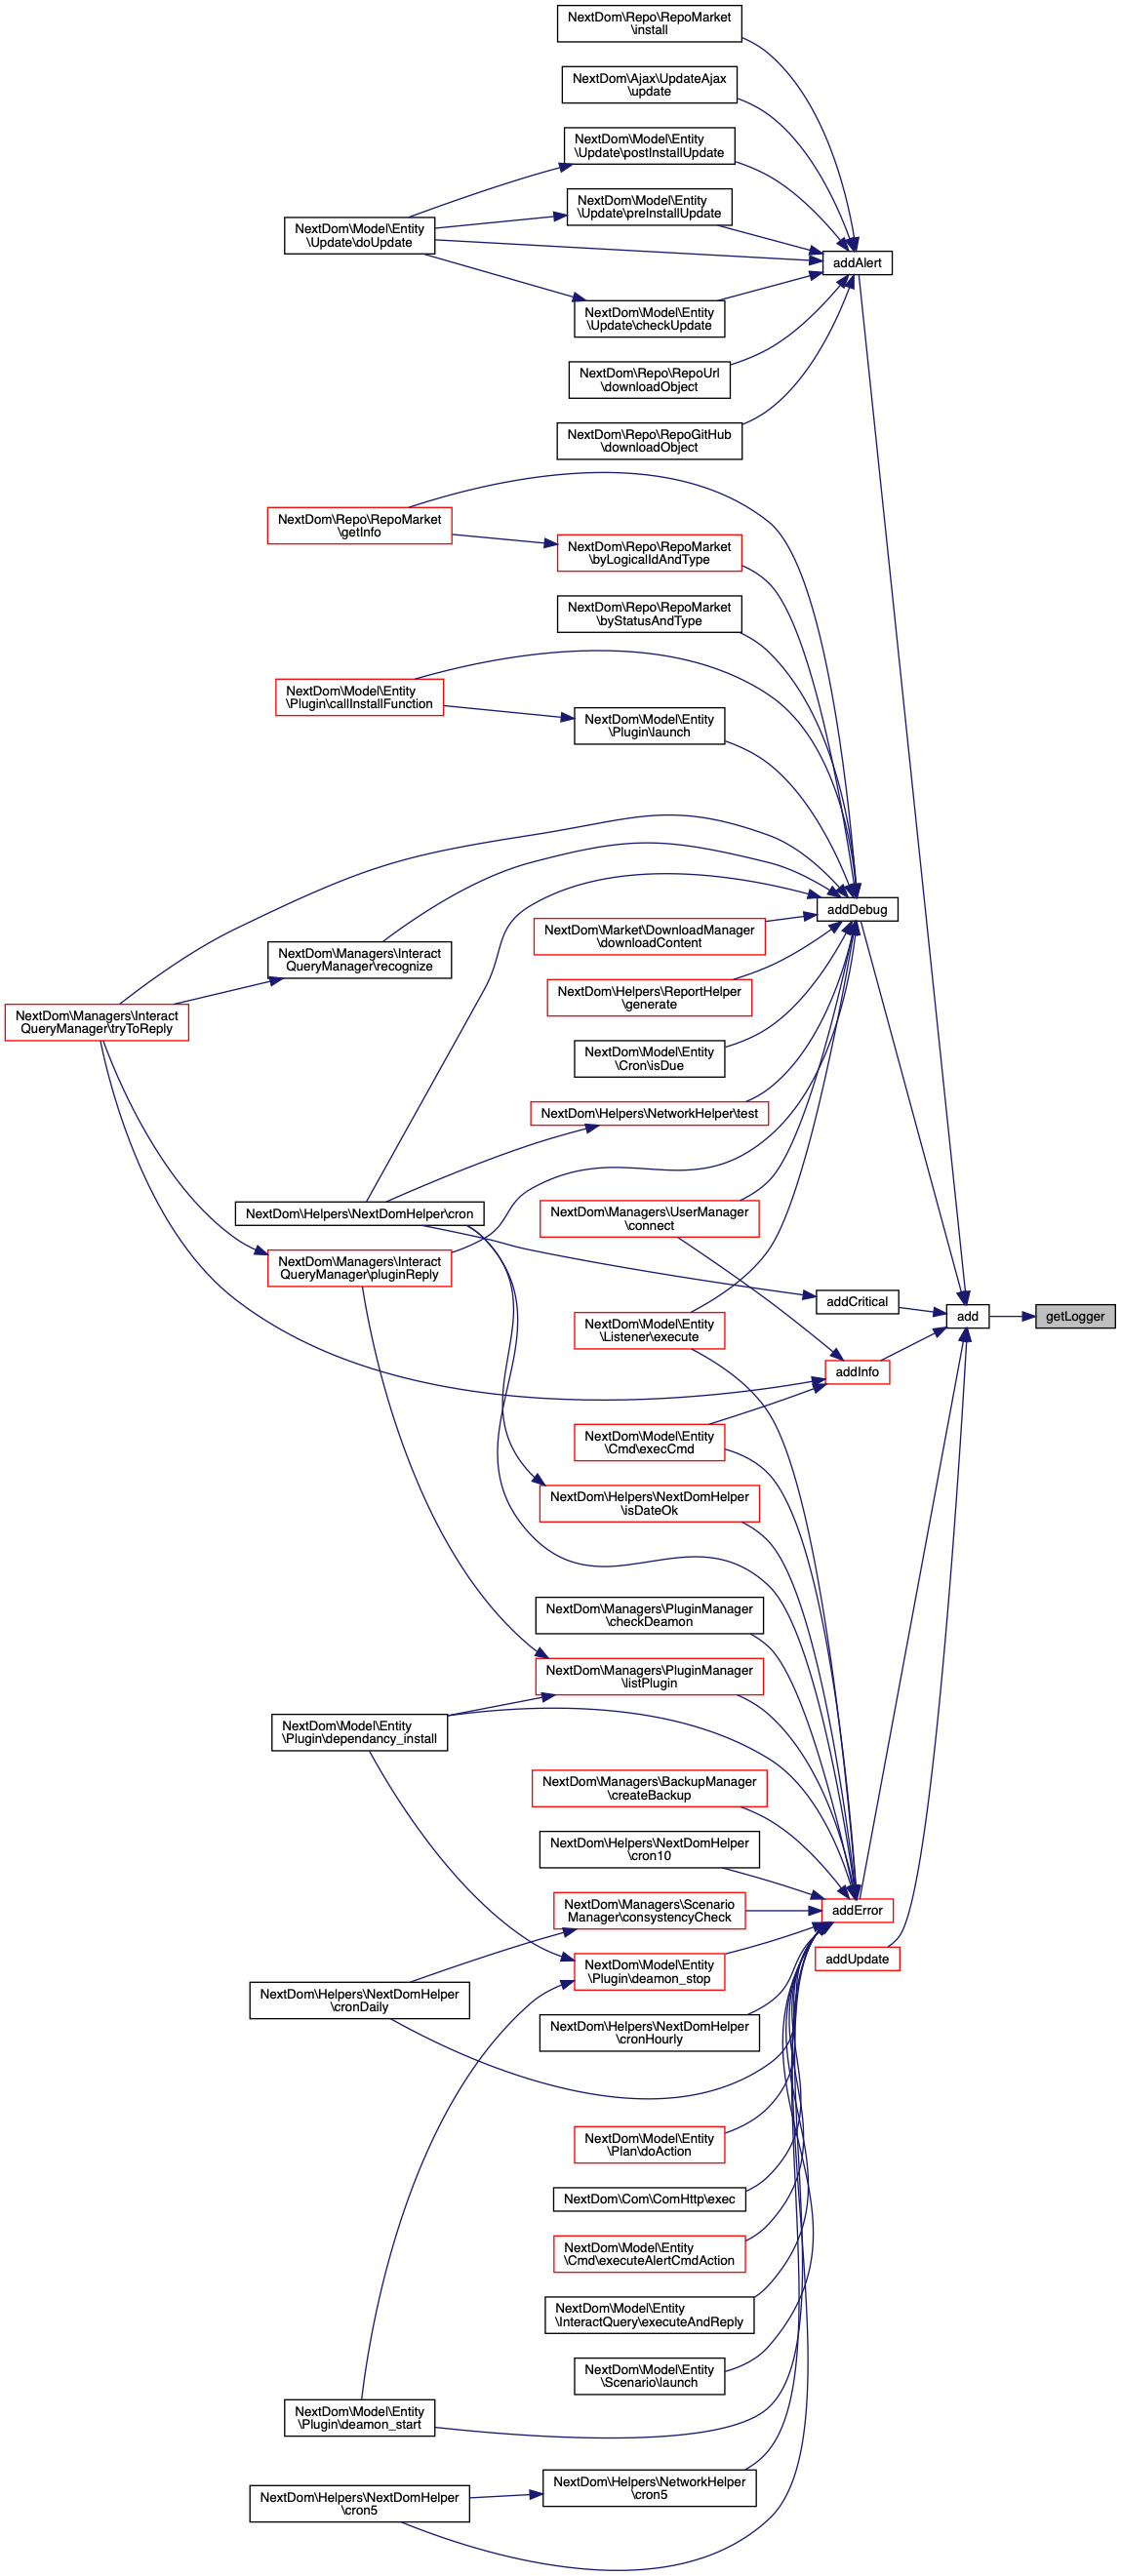 NextDom\Repo\RepoMarket
\install
NextDom\Ajax\UpdateAjax
\update
NextDom\Model\Entity
\Update\postInstallUpdate
NextDom\Model\Entity
\Update\preInstallUpdate
NextDom\Model\Entity
\Update\doUpdate
addAlert
NextDom\Model\Entity
\Update\checkUpdate
NextDom\Repo\RepoUrl
\downloadObject
NextDom\Repo\RepoGitHub
\downloadObject
NextDom\Repo\RepoMarket
\getInfo
NextDom\Repo\RepoMarket
\byLogicalIdAndType
NextDom\Repo\RepoMarket
\byStatusAndType
NextDom\Model\Entity
\Plugin\callInstallFunction
NextDom\Model\Entity
\Plugin\launch
addDebug
NextDom\Market\DownloadManager
\downloadContent
NextDom\Managers\Interact
QueryManager\recognize
NextDom\Helpers\ReportHelper
\generate
NextDom\Managers\Interact
QueryManager\tryToReply
NextDom\Model\Entity
\Cron\isDue
NextDom\Helpers\NetworkHelper\test
NextDom\Helpers\NextDomHelper\cron
NextDom\Managers\UserManager
\connect
NextDom\Managers\Interact
QueryManager\pluginReply
addCritical
add
getLogger
NextDom\Model\Entity
\Listener\execute
addInfo
NextDom\Model\Entity
\Cmd\execCmd
NextDom\Helpers\NextDomHelper
\isDateOk
NextDom\Managers\PluginManager
\checkDeamon
NextDom\Managers\PluginManager
\listPlugin
NextDom\Model\Entity
\Plugin\dependancy_install
NextDom\Managers\BackupManager
\createBackup
NextDom\Helpers\NextDomHelper
\cron10
NextDom\Managers\Scenario
Manager\consystencyCheck
addError
addUpdate
NextDom\Model\Entity
\Plugin\deamon_stop
NextDom\Helpers\NextDomHelper
\cronDaily
NextDom\Helpers\NextDomHelper
\cronHourly
NextDom\Model\Entity
\Plan\doAction
NextDom\Com\ComHttp\exec
NextDom\Model\Entity
\Cmd\executeAlertCmdAction
NextDom\Model\Entity
\InteractQuery\executeAndReply
NextDom\Model\Entity
\Scenario\launch
NextDom\Model\Entity
\Plugin\deamon_start
NextDom\Helpers\NetworkHelper
\cron5
NextDom\Helpers\NextDomHelper
\cron5